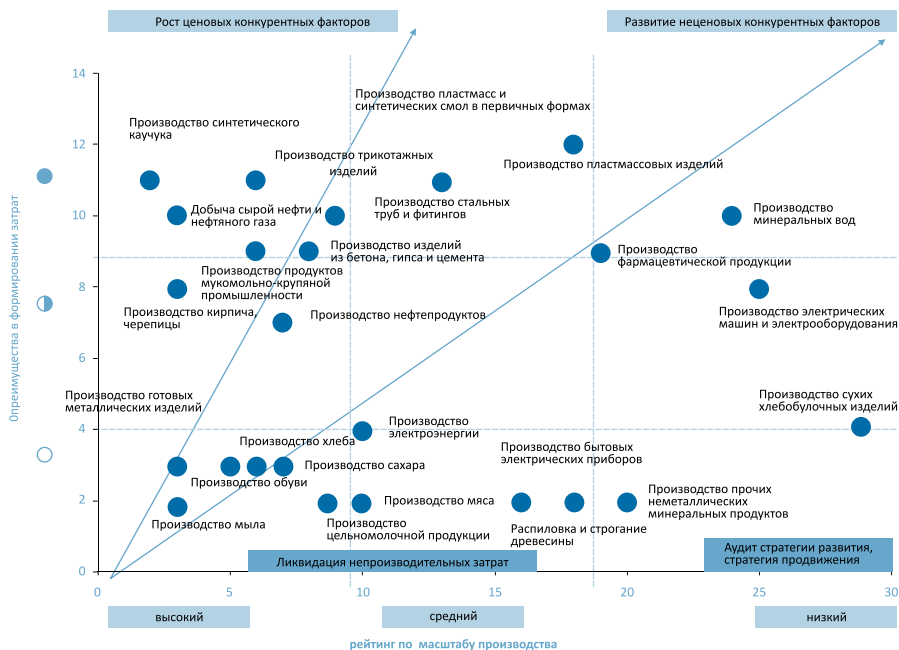 Рост ценовых конкурентных факторов
Развитие неценовых конкурентных факторов
14
Производство пластмасс и
синтетических смол в первичных формах
Производство синтетического
каучука
12
Производство трикотажных
изделий
Производство пластмассовых изделий
Производство стальных
труб и фитингов
10
Добыча сырой нефти и
нефтяного газа
Производство
минеральных вод
Производство изделий
из бетона, гипса и цемента
Производство
фармацевтической продукции
Производство продуктов
мукомольно-крупяной
промышленности
8
Производство кирпича,
черепицы
Производство нефтепродуктов
Производство электрических
машин и электрооборудования
6
Производство готовых
металлических изделий
Производство сухих
хлебобулочных изделий
4
Производство
электроэнергии
Производство хлеба
Производство бытовых
электрических приборов
Производство сахара
Производство обуви
2
Производство мяса
Производство прочих
неметаллических
минеральных продуктов
Производство мыла
Производство
цельномолочной продукции
Распиловка и строгание
древесины
Ликвидация непроизводительных затрат
Аудит стратегии развития,
стратегия продвижения
0
0
5
10
15
20
25
30
высокий
средний
низкий
рейтинг по масштабу производства
0преимущества в формировании затрат